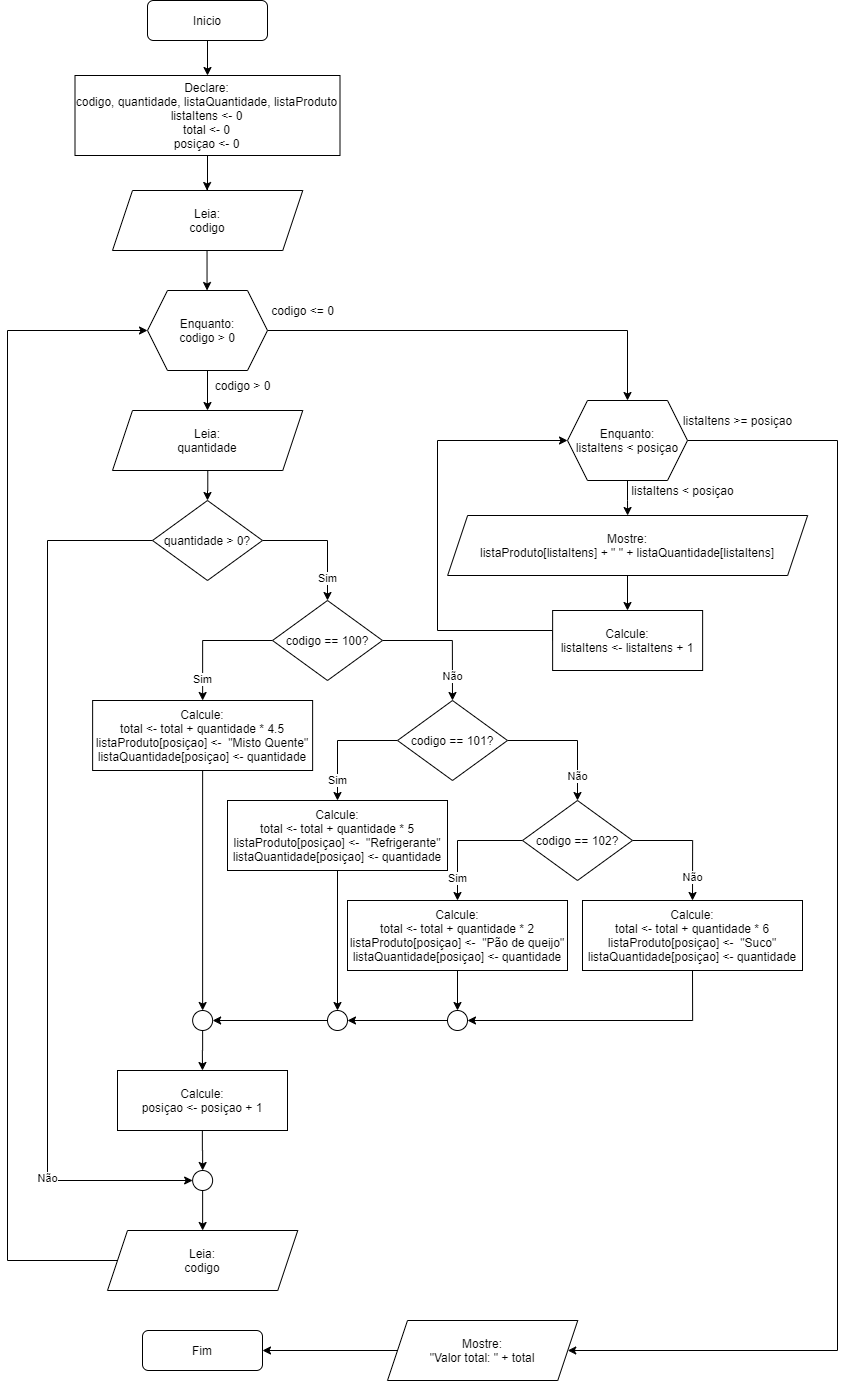 Inicio
Declare:
codigo, quantidade, listaQuantidade, listaProduto
listaItens <- 0
total <- 0
posiçao <- 0
Leia:
codigo
Enquanto:
codigo > 0
codigo <= 0
codigo > 0
Leia:
quantidade
Enquanto:
listaItens < posiçao
listaItens >= posiçao
listaItens < posiçao
Mostre:
listaProduto[listaItens] + " " + listaQuantidade[listaItens]
Calcule:
listaItens <- listaItens + 1
quantidade > 0?
Sim
codigo == 100?
Sim
Não
Calcule:
total <- total + quantidade * 4.5
listaProduto[posiçao] <- "Misto Quente"
listaQuantidade[posiçao] <- quantidade
codigo == 101?
Sim
Não
Calcule:
total <- total + quantidade * 5
listaProduto[posiçao] <- "Refrigerante"
listaQuantidade[posiçao] <- quantidade
codigo == 102?
Sim
Não
Calcule:
total <- total + quantidade * 2
listaProduto[posiçao] <- "Pão de queijo"
listaQuantidade[posiçao] <- quantidade
Calcule:
total <- total + quantidade * 6
listaProduto[posiçao] <- "Suco"
listaQuantidade[posiçao] <- quantidade
Calcule:
posiçao <- posiçao + 1
Não
Leia:
codigo
Mostre:
"Valor total: " + total
Fim